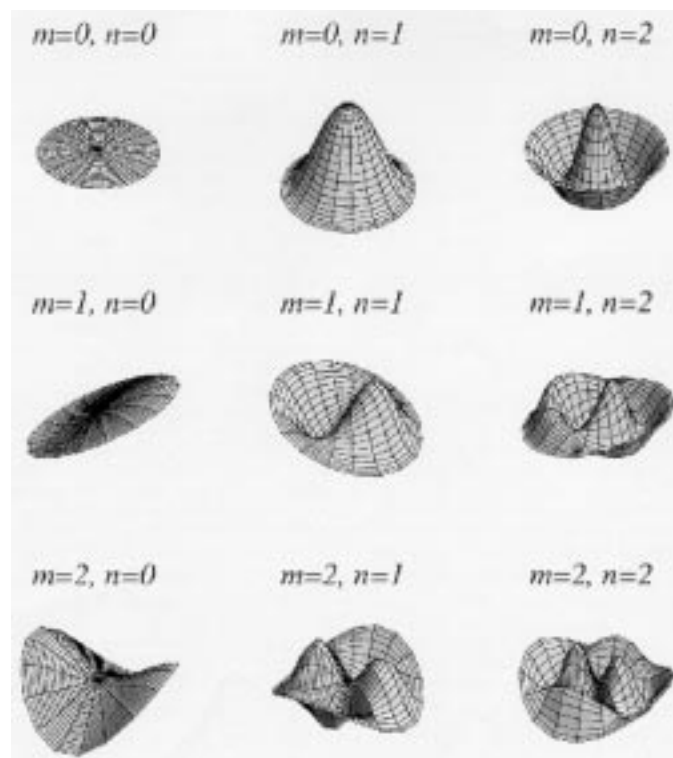 m=0, n=0 m=0, n=1 m=0, n=2
m=1, n=0 m=1, n=1 m=1, n=2
m=2, n=0 m=2, n=1 m=2, n=2